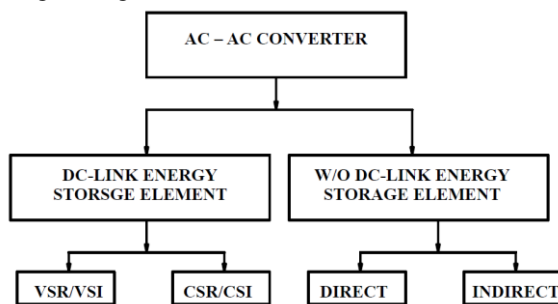 AC – AC CONVERTER
DC-LINK ENERGY
STORSGE ELEMENT
W/O DC-LINK ENERGY
STORAGE ELEMENT
VSR/VSI
CSR/CSI
DIRECT
INDIRECT